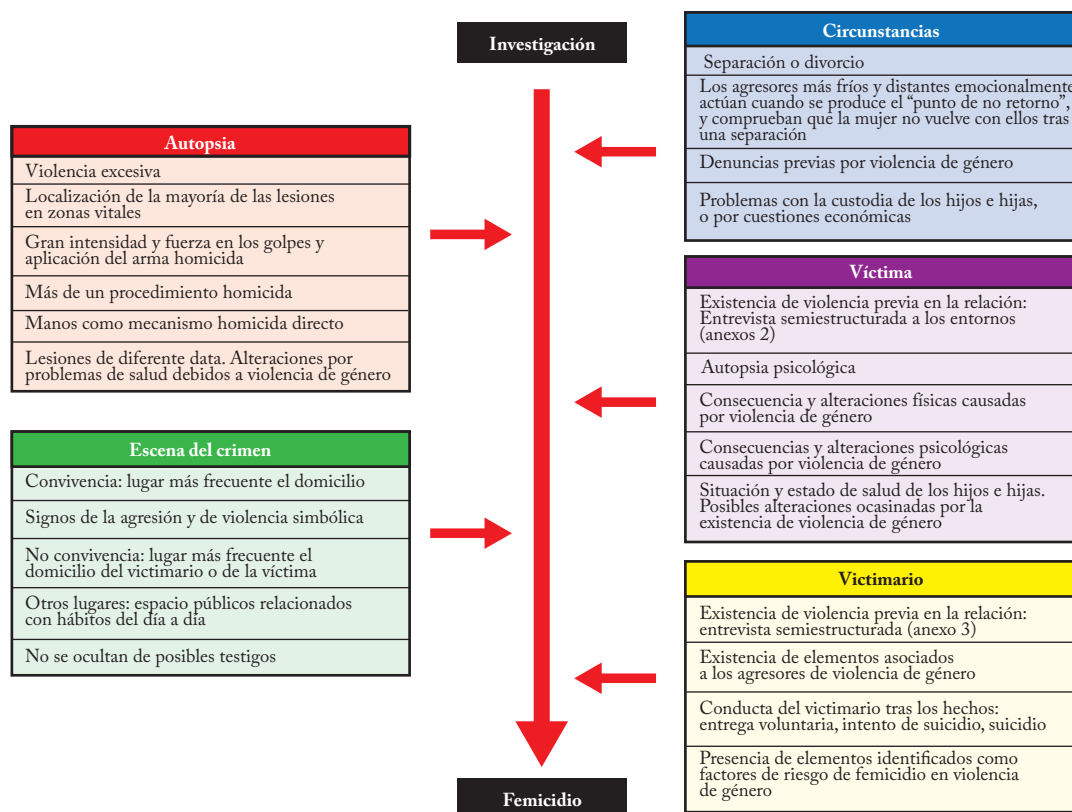 Investigación
Autopsia
Violencia excesiva
Localización de la mayoría de las lesiones
en zonas vitales
Gran intensidad y fuerza en los golpes y
aplicación del arma homicida
Más de un procedimiento homicida
Manos como mecanismo homicida directo
Lesiones de diferente data. Alteraciones por
problemas de salud debidos a violencia de género
Escena del crimen
Convivencia: lugar más frecuente el domicilio
Signos de la agresión y de violencia simbólica
No convivencia: lugar más frecuente el
domicilio del victimario o de la víctima
Otros lugares: espacio públicos relacionados
con hábitos del día a día
No se ocultan de posibles testigos
Circunstancias
Separación o divorcio
Los agresores más fríos y distantes emocionalmente
actúan cuando se produce el “punto de no retorno”,
y comprueban que la mujer no vuelve con ellos tras
una separación
Denuncias previas por violencia de género
Problemas con la custodia de los hijos e hijas,
o por cuestiones económicas
Víctima
Existencia de violencia previa en la relación:
Entrevista semiestructurada a los entornos
(anexos 2)
Autopsia psicológica
Consecuencia y alteraciones físicas causadas
por violencia de género
Consecuencias y alteraciones psicológicas
causadas por violencia de género
Situación y estado de salud de los hijos e hijas.
Posibles alteraciones ocasinadas por la
existencia de violencia de género
Victimario
Existencia de violencia previa en la relación:
entrevista semiestructurada (anexo 3)
Existencia de elementos asociados
a los agresores de violencia de género
Conducta del victimario tras los hechos:
entrega voluntaria, intento de suicidio, suicidio
Presencia de elementos identificados como
factores de riesgo de femicidio en violencia
de género
Femicidio